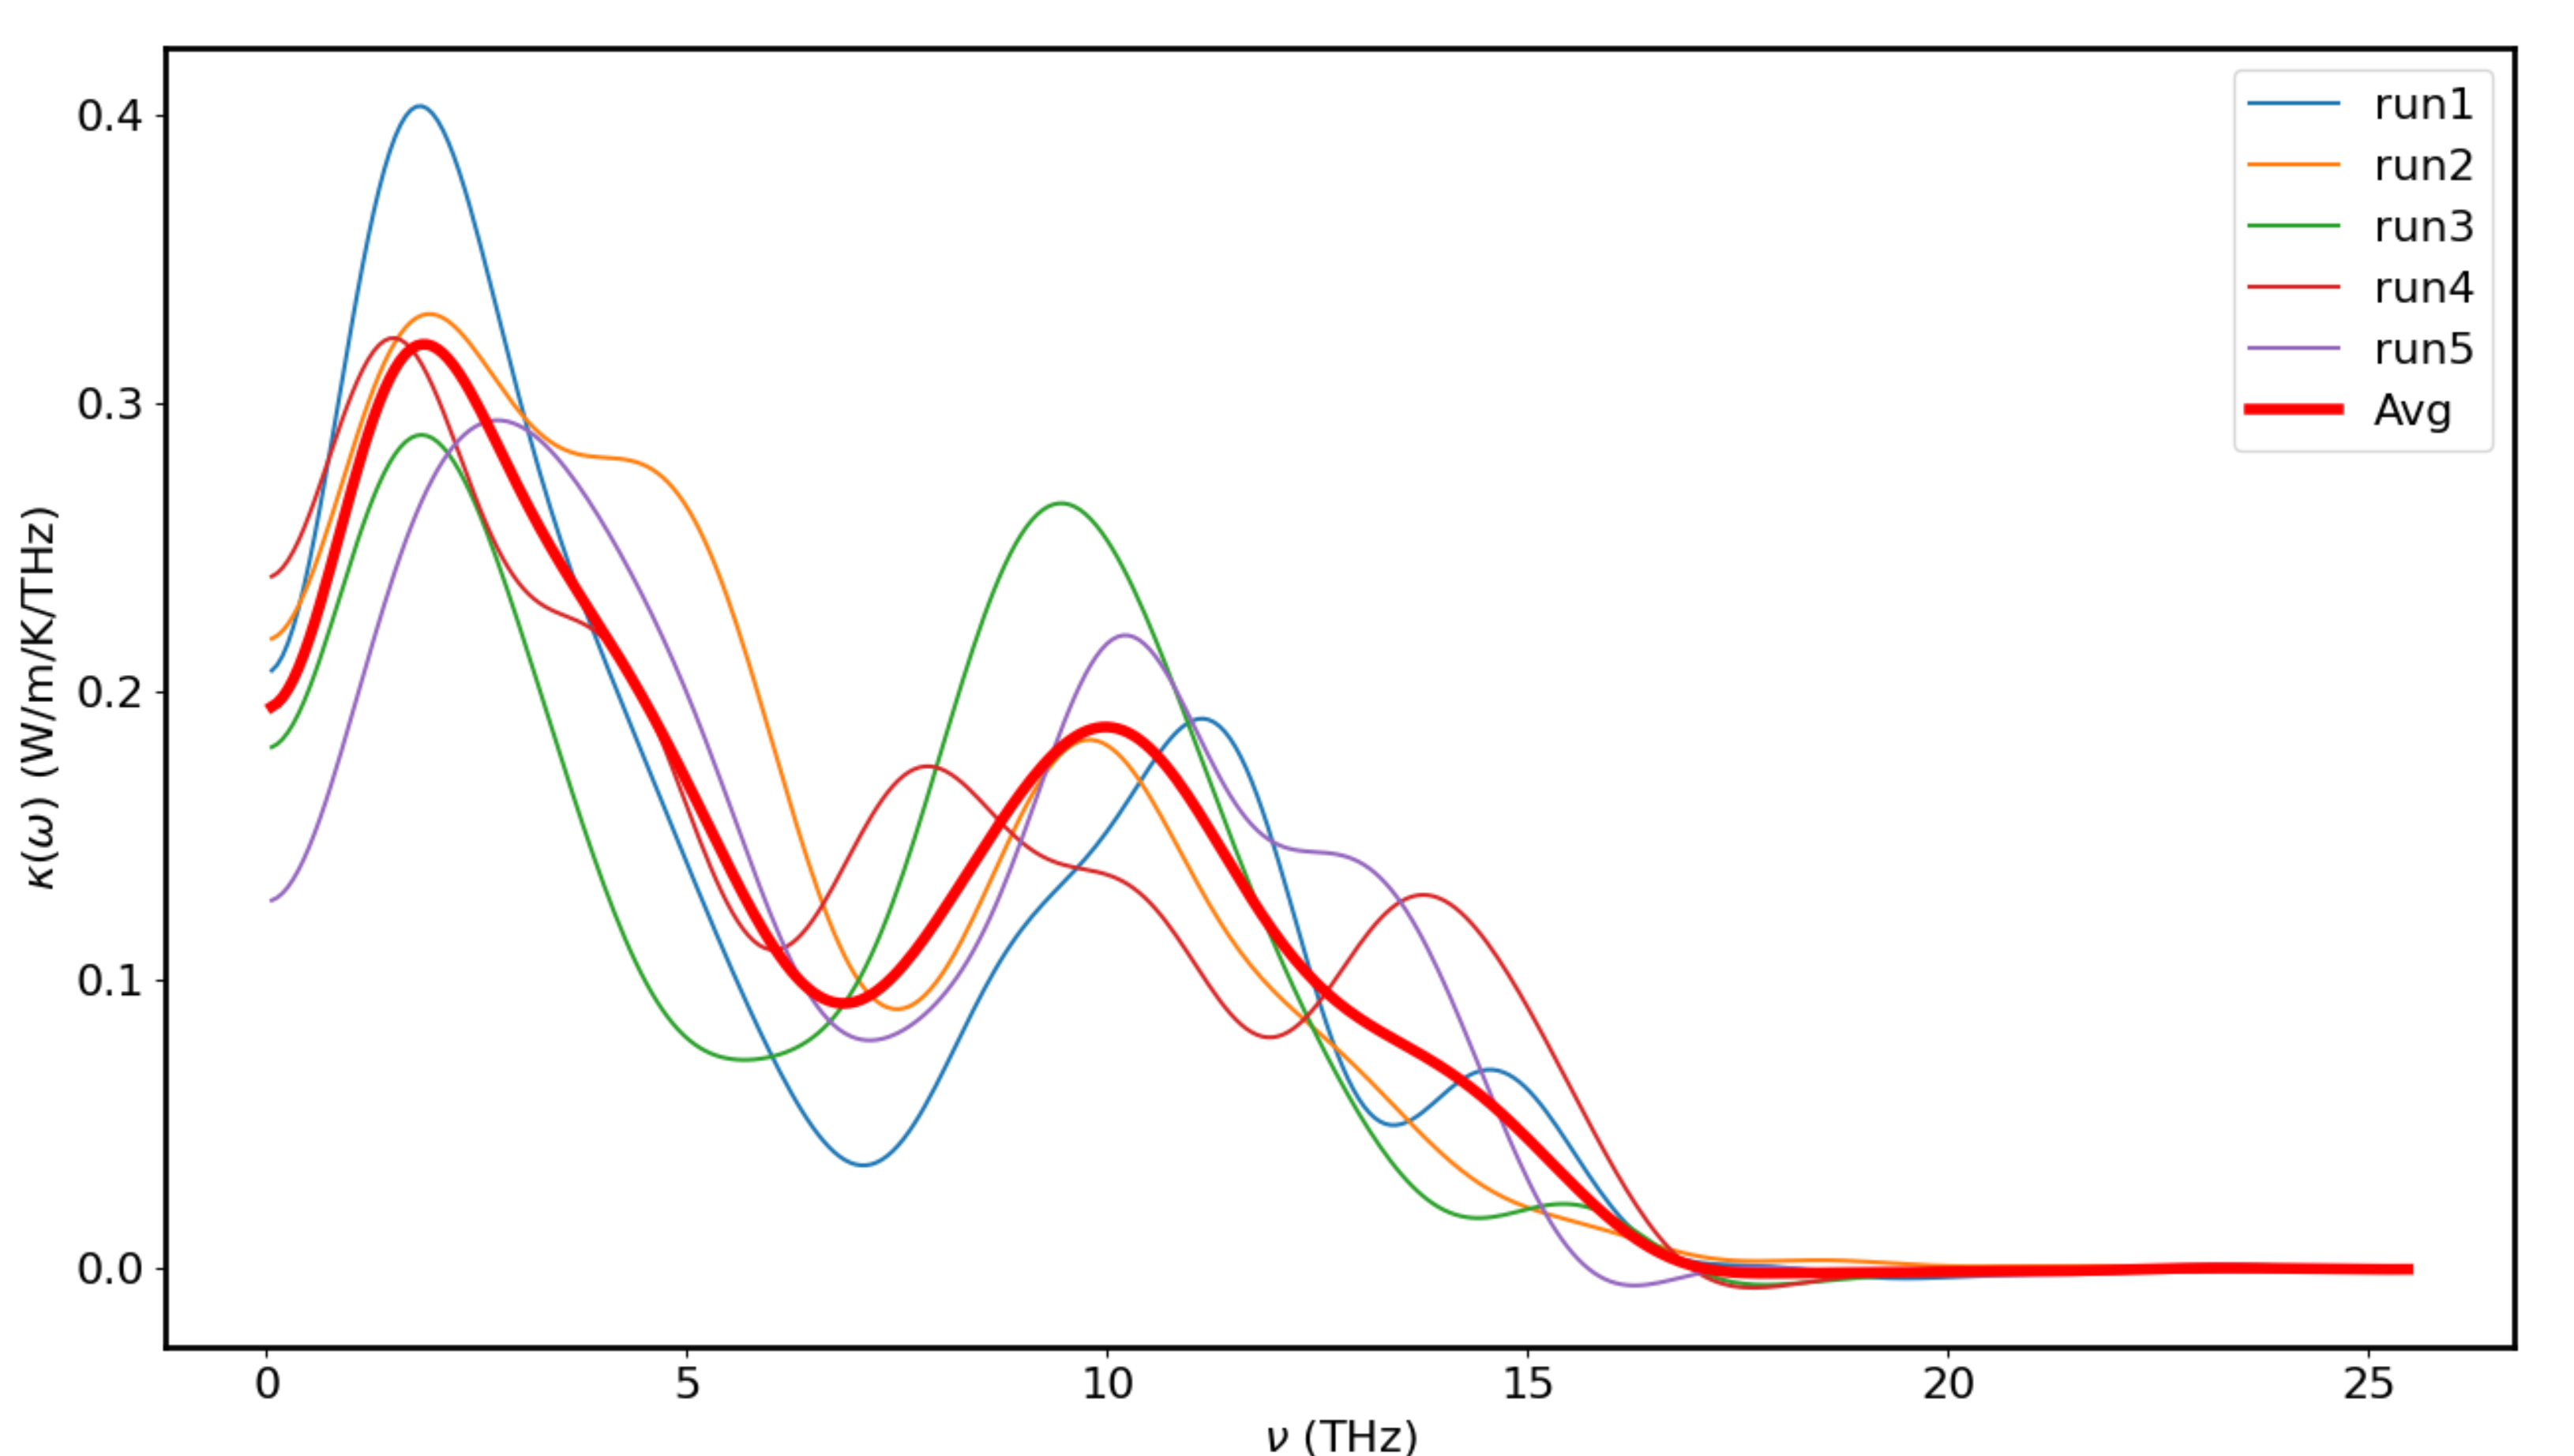 κ(ω) (W/m/K/THz)
0.4
0.3
0.2
0.1
0.0
0
5
10
15
20
25
ν (THz)
run1
run2
run3
run4
run5
Avg